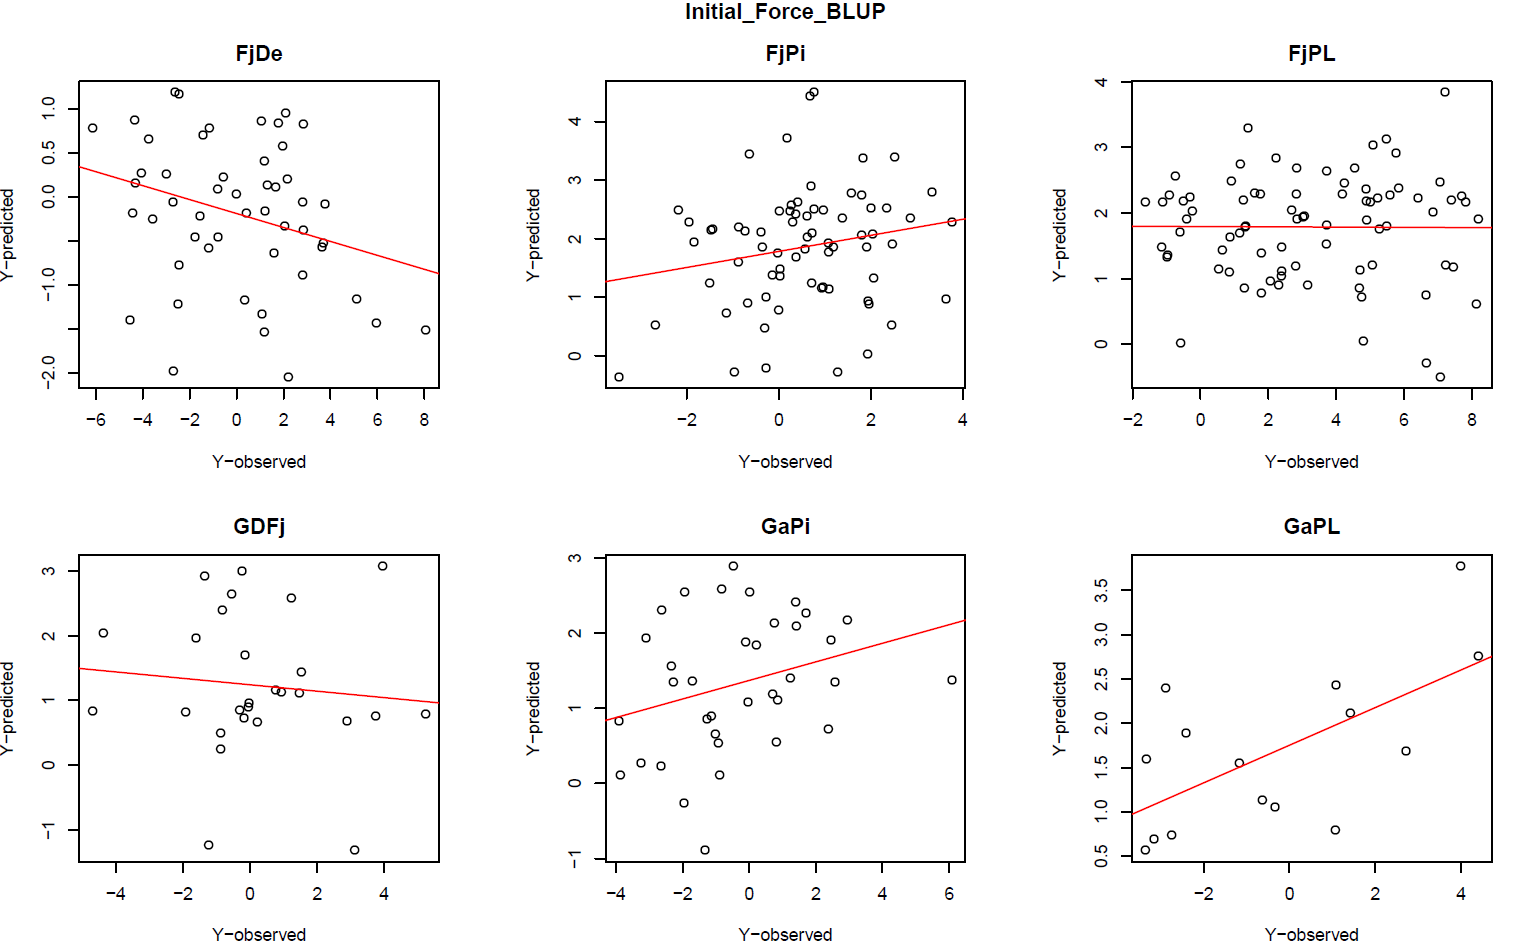 Initial_Force_BLUP
FjDe
Y-predicted
1.0
0.5
0.0
-1.0
-2.0
-6 -4 -2 0 2 4 6 8
Y-observed
FjPi
Y-predicted
4
3
2
1
0
-2 0 2 4
Y-observed
FjPL
Y-predicted
4
3
2
1
0
-2 0 2 4 6 8
Y-observed
GDFj
Y-predicted
3
2
1
0
-1
-4 -2 0 2 4
Y-observed
GaPi
Y-predicted
3
2
1
0
-1
-4 -2 0 2 4 6
Y-observed
GaPL
Y-predicted
3.5
3.0
2.5
2.0
1.5
1.0
0.5
-2 0 2 4
Y-observed